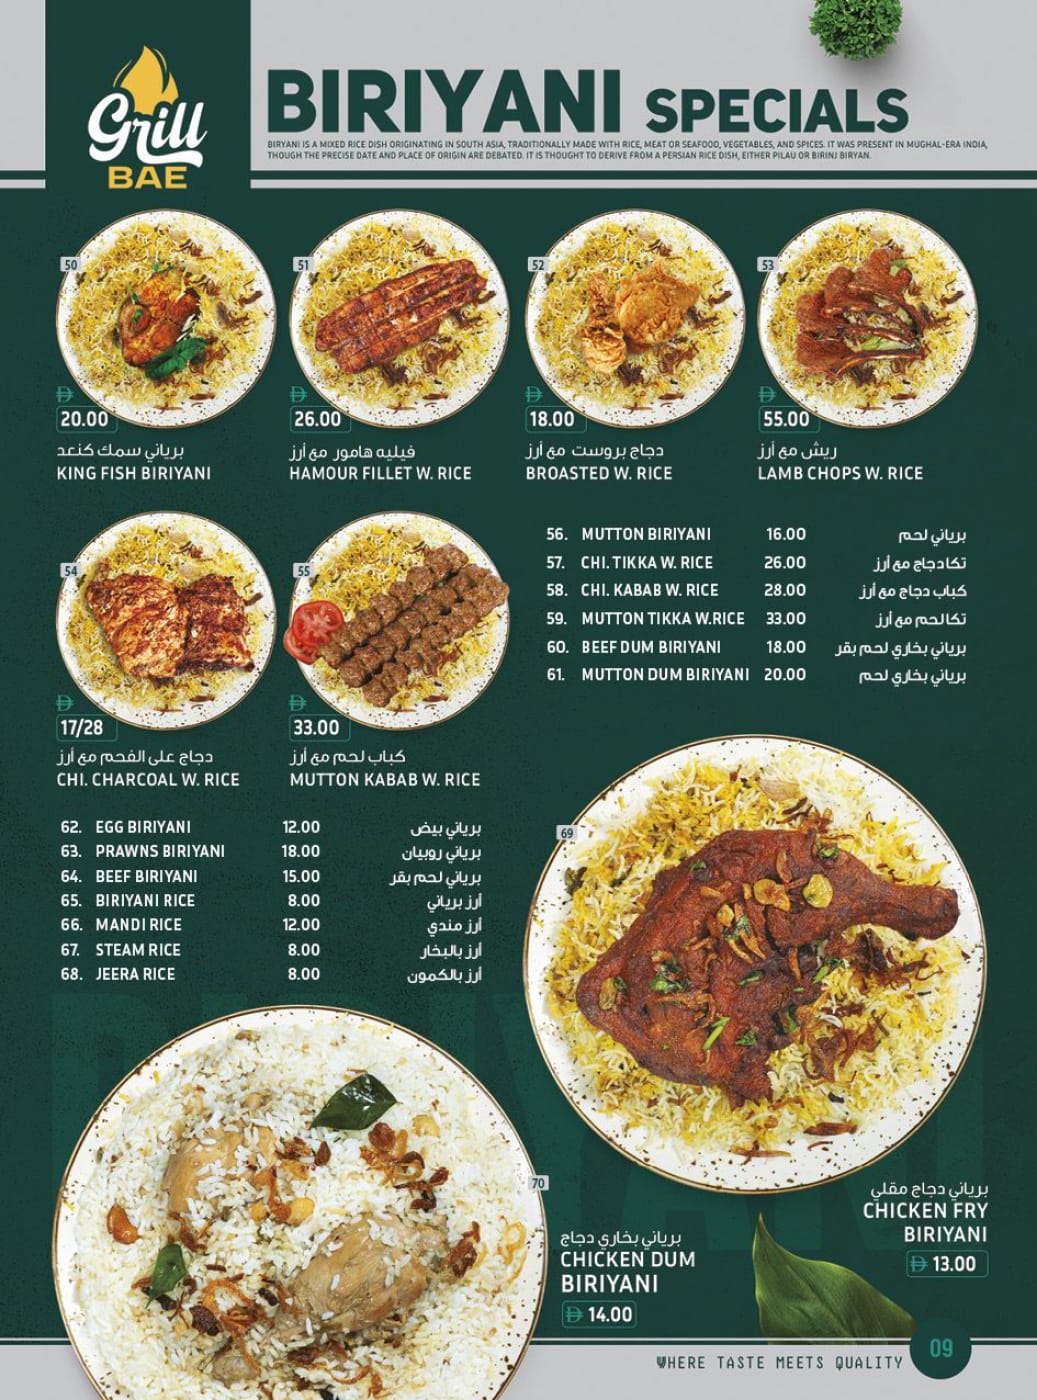 Grill
BAE
BIRIYANI SPECIALS
BIRYANI IS A MIXED RICE DISH ORIGINATING IN SOUTH ASIA, TRADITIONALLY MADE WITH RICE, MEAT OR SEAFOOD, VEGETABLES, AND SPICES. IT WAS PRESENT IN MUGHAL-ERA INDIA,
THOUGH THE PRECISE DATE AND PLACE OF ORIGIN ARE DEBATED. IT IS THOUGHT TO DERIVE FROM A PERSIAN RICE DISH, EITHER PILAU OR BIRINJ BIRYAN.
50
20.00
برياني سمك كنعد
KING FISH BIRIYANI
51
26.00
فيليه هامور مع أرز
HAMOUR FILLET W. RICE
52
18.00
دجاج بروست مع أرز
BROASTED W. RICE
53
55.00
ريش مع أرز
LAMB CHOPS W. RICE
54
17/28
دجاج على الفحم مع أرز
CHI. CHARCOAL W. RICE
55
33.00
كباب لحم مع أرز
MUTTON KABAB W. RICE
56. MUTTON BIRIYANI 16.00 برياني لحم
57. CHI. TIKKA W. RICE 26.00 تكا دجاج مع أرز
58. CHI. KABAB W. RICE 28.00 كباب دجاج مع أرز
59. MUTTON TIKKA W.RICE 33.00 تكا لحم مع أرز
60. BEEF DUM BIRIYANI 18.00 برياني بخاري لحم بقر
61. MUTTON DUM BIRIYANI 20.00 برياني بخاري لحم
62. EGG BIRIYANI 12.00 برياني بيض
63. PRAWNS BIRIYANI 18.00 برياني روبيان
64. BEEF BIRIYANI 15.00 برياني لحم بقر
65. BIRIYANI RICE 8.00 أرز برياني
66. MANDI RICE 12.00 أرز مندي
67. STEAM RICE 8.00 أرز بالبخار
68. JEERA RICE 8.00 أرز بالكمون
69
برياني دجاج مقلي
CHICKEN FRY
BIRIYANI
13.00
70
برياني بخاري دجاج
CHICKEN DUM
BIRIYANI
14.00
WHERE TASTE MEETS QUALITY
09